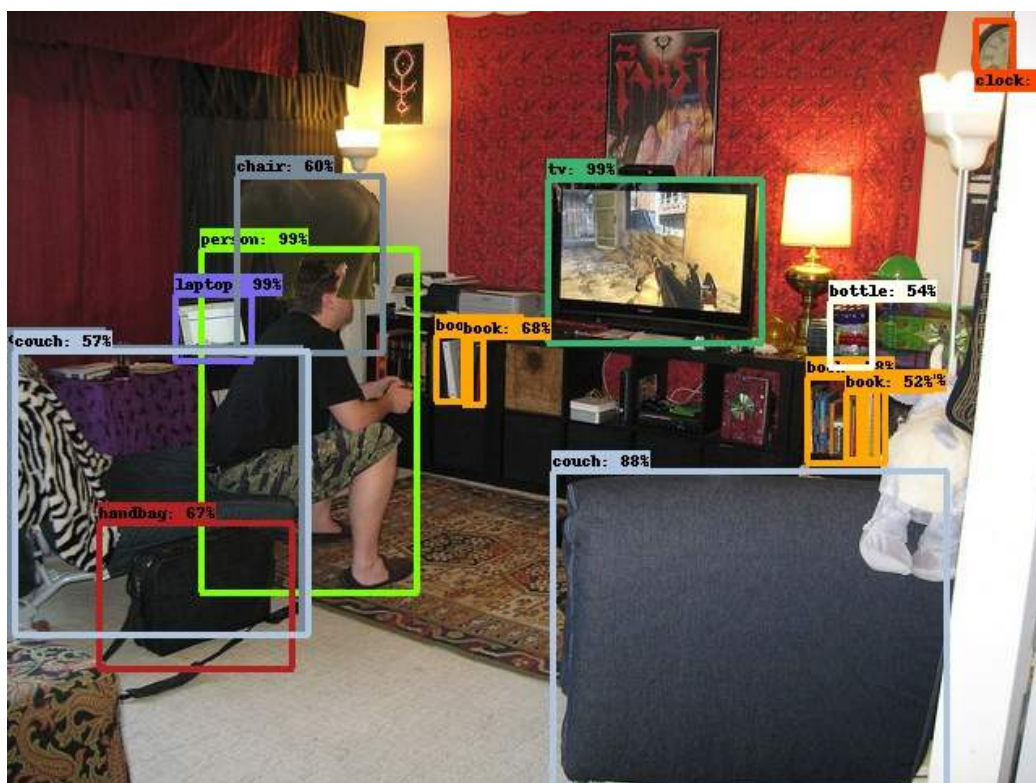 clock:
chair: 60%
tv: 99%
person: 99%
laptop 99%
bottle: 54%
boo
book: 68%
couch: 57%
book: 52%
couch: 88%
handbag: 67%